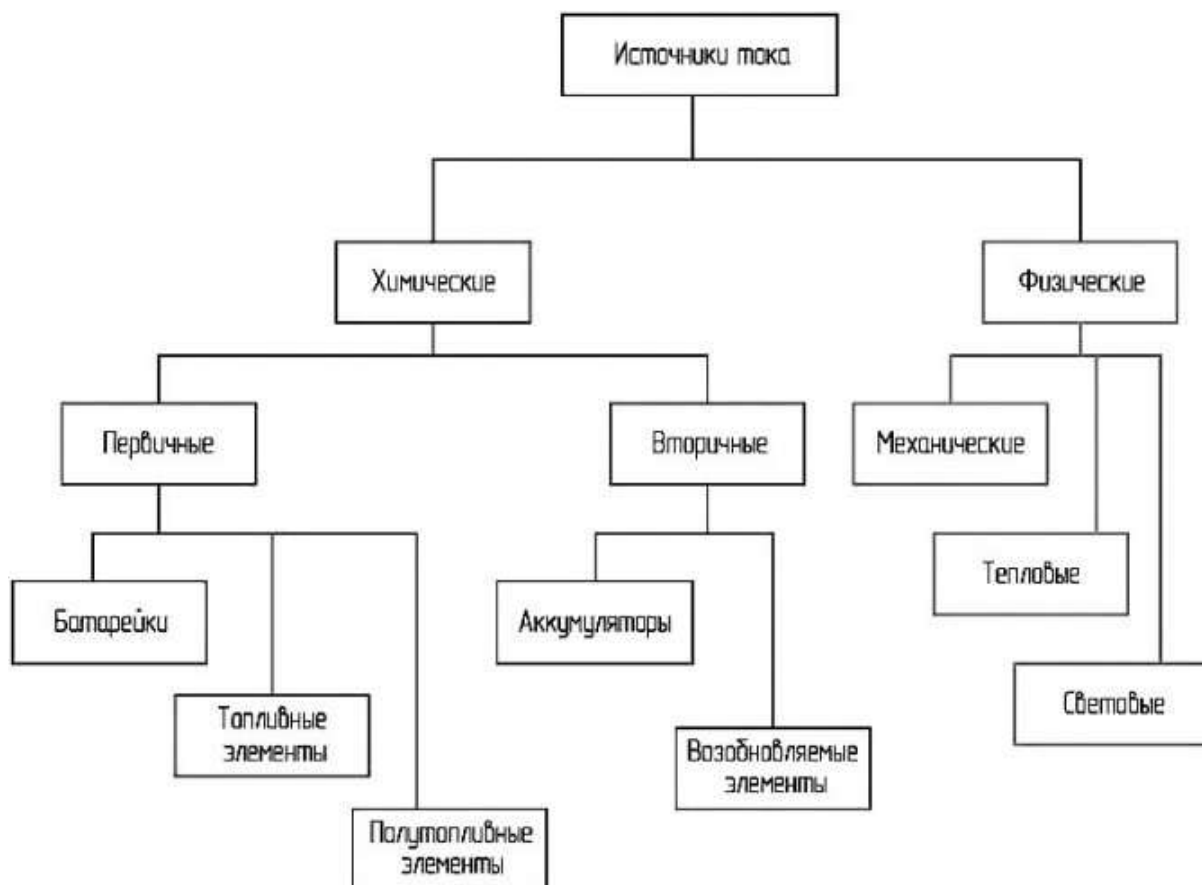 Источники тока
Химические
Физические
Первичные
Вторичные
Механические
Батарейки
Топливные
элементы
Полутопливные
элементы
Аккумуляторы
Возобновляемые
элементы
Тепловые
Световые